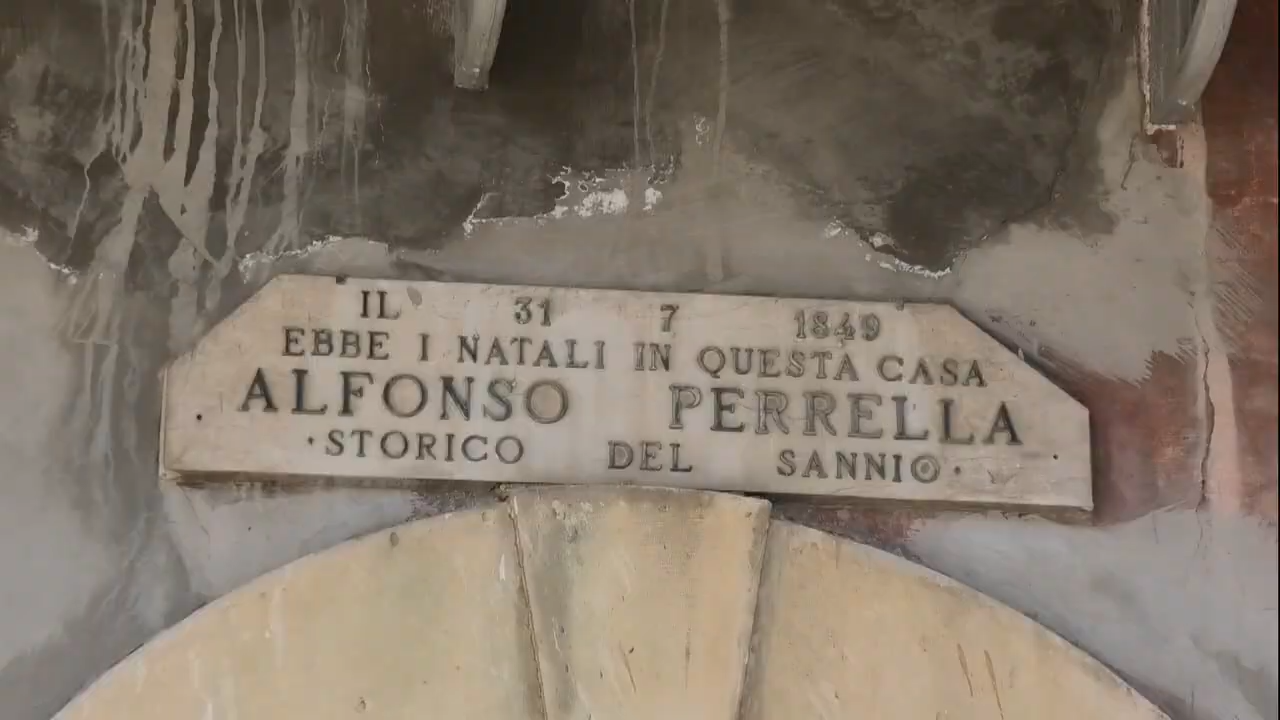 IL 31 7 1849
EBBE I NATALI IN QUESTA CASA
ALFONSO PERRELLA
·STORICO DEL SANNIO·